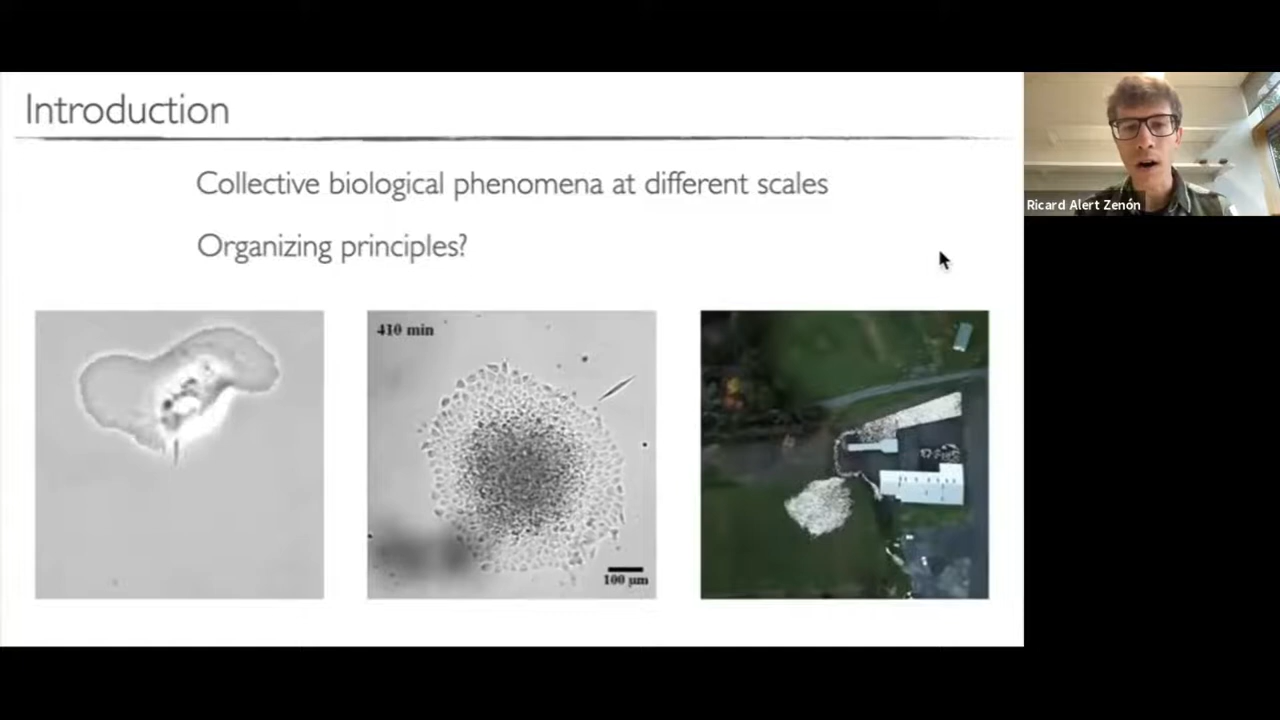 Introduction
Collective biological phenomena at different scales
Organizing principles?
410 min
100 µm
Ricard Alert Zenón